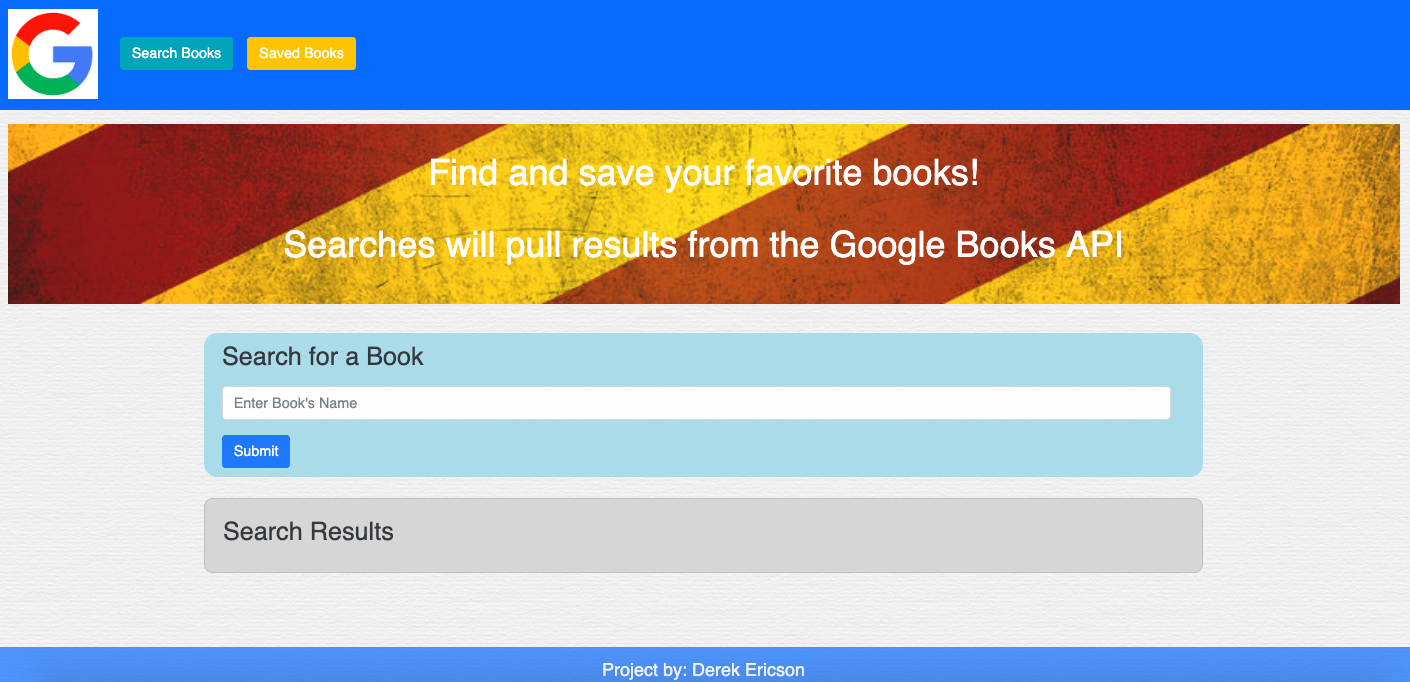 Search Books
Saved Books
Find and save your favorite books!
Searches will pull results from the Google Books API
Search for a Book
Enter Book's Name
Submit
Search Results
Project by: Derek Ericson